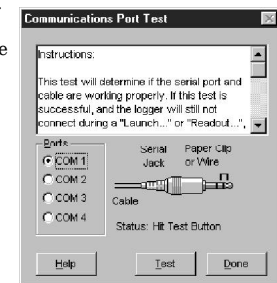 Communications Port Test
Instructions:
This test will determine if the serial port and
cable are working properly. If this test is
successful, and the logger will still not
connect during a "Launch..." or "Readout...",
Ports
COM 1
COM 2
COM 3
COM 4
Serial Jack
Paper Clip or Wire
Cable
Status: Hit Test Button
Help
Test
Done